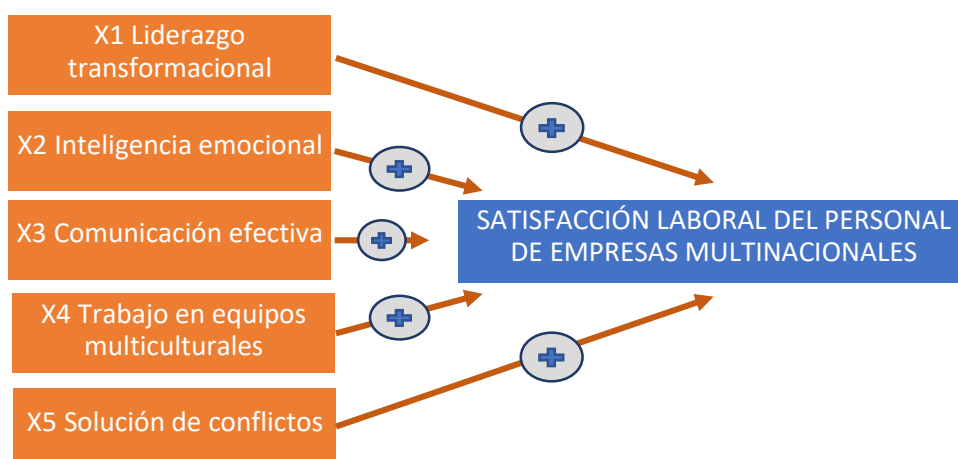 X1 Liderazgo
transformacional
X2 Inteligencia emocional
X3 Comunicación efectiva
X4 Trabajo en equipos
multiculturales
X5 Solución de conflictos
SATISFACCIÓN LABORAL DEL PERSONAL
DE EMPRESAS MULTINACIONALES